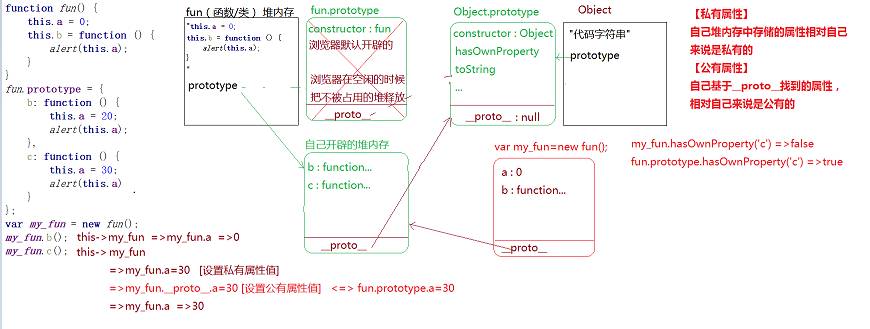 function fun() {
this.a = 0;
this.b = function () {
alert(this.a);
}
}
fun.prototype = {
b: function () {
this.a = 20;
alert(this.a);
},
c: function () {
this.a = 30;
alert(this.a)
}
};
var my_fun = new fun();
my_fun.b(); this->my_fun =>my_fun.a =>0
my_fun.c(); this-> my_fun
=>my_fun.a=30 [设置私有属性值]
=>my_fun.__proto__.a=30 [设置公有属性值] <=> fun.prototype.a=30
=>my_fun.a =>30
fun（函数/类）堆内存
"this.a = 0;
this.b = function () {
alert(this.a);
}
"
prototype
fun.prototype
constructor : fun
浏览器默认开辟的
浏览器在空闲的时候
把不被占用的堆释放
__proto__
Object.prototype
constructor : Object
hasOwnProperty
toString
...
__proto__ : null
Object
"代码字符串"
prototype
自己开辟的堆内存
b : function...
c : function...
__proto__
var my_fun=new fun();
a : 0
b : function...
__proto__
【私有属性】
自己堆内存中存储的属性相对自己
来说是私有的
【公有属性】
自己基于__proto__找到的属性，
相对自己来说是公有的
my_fun.hasOwnProperty('c') =>false
fun.prototype.hasOwnProperty('c') =>true